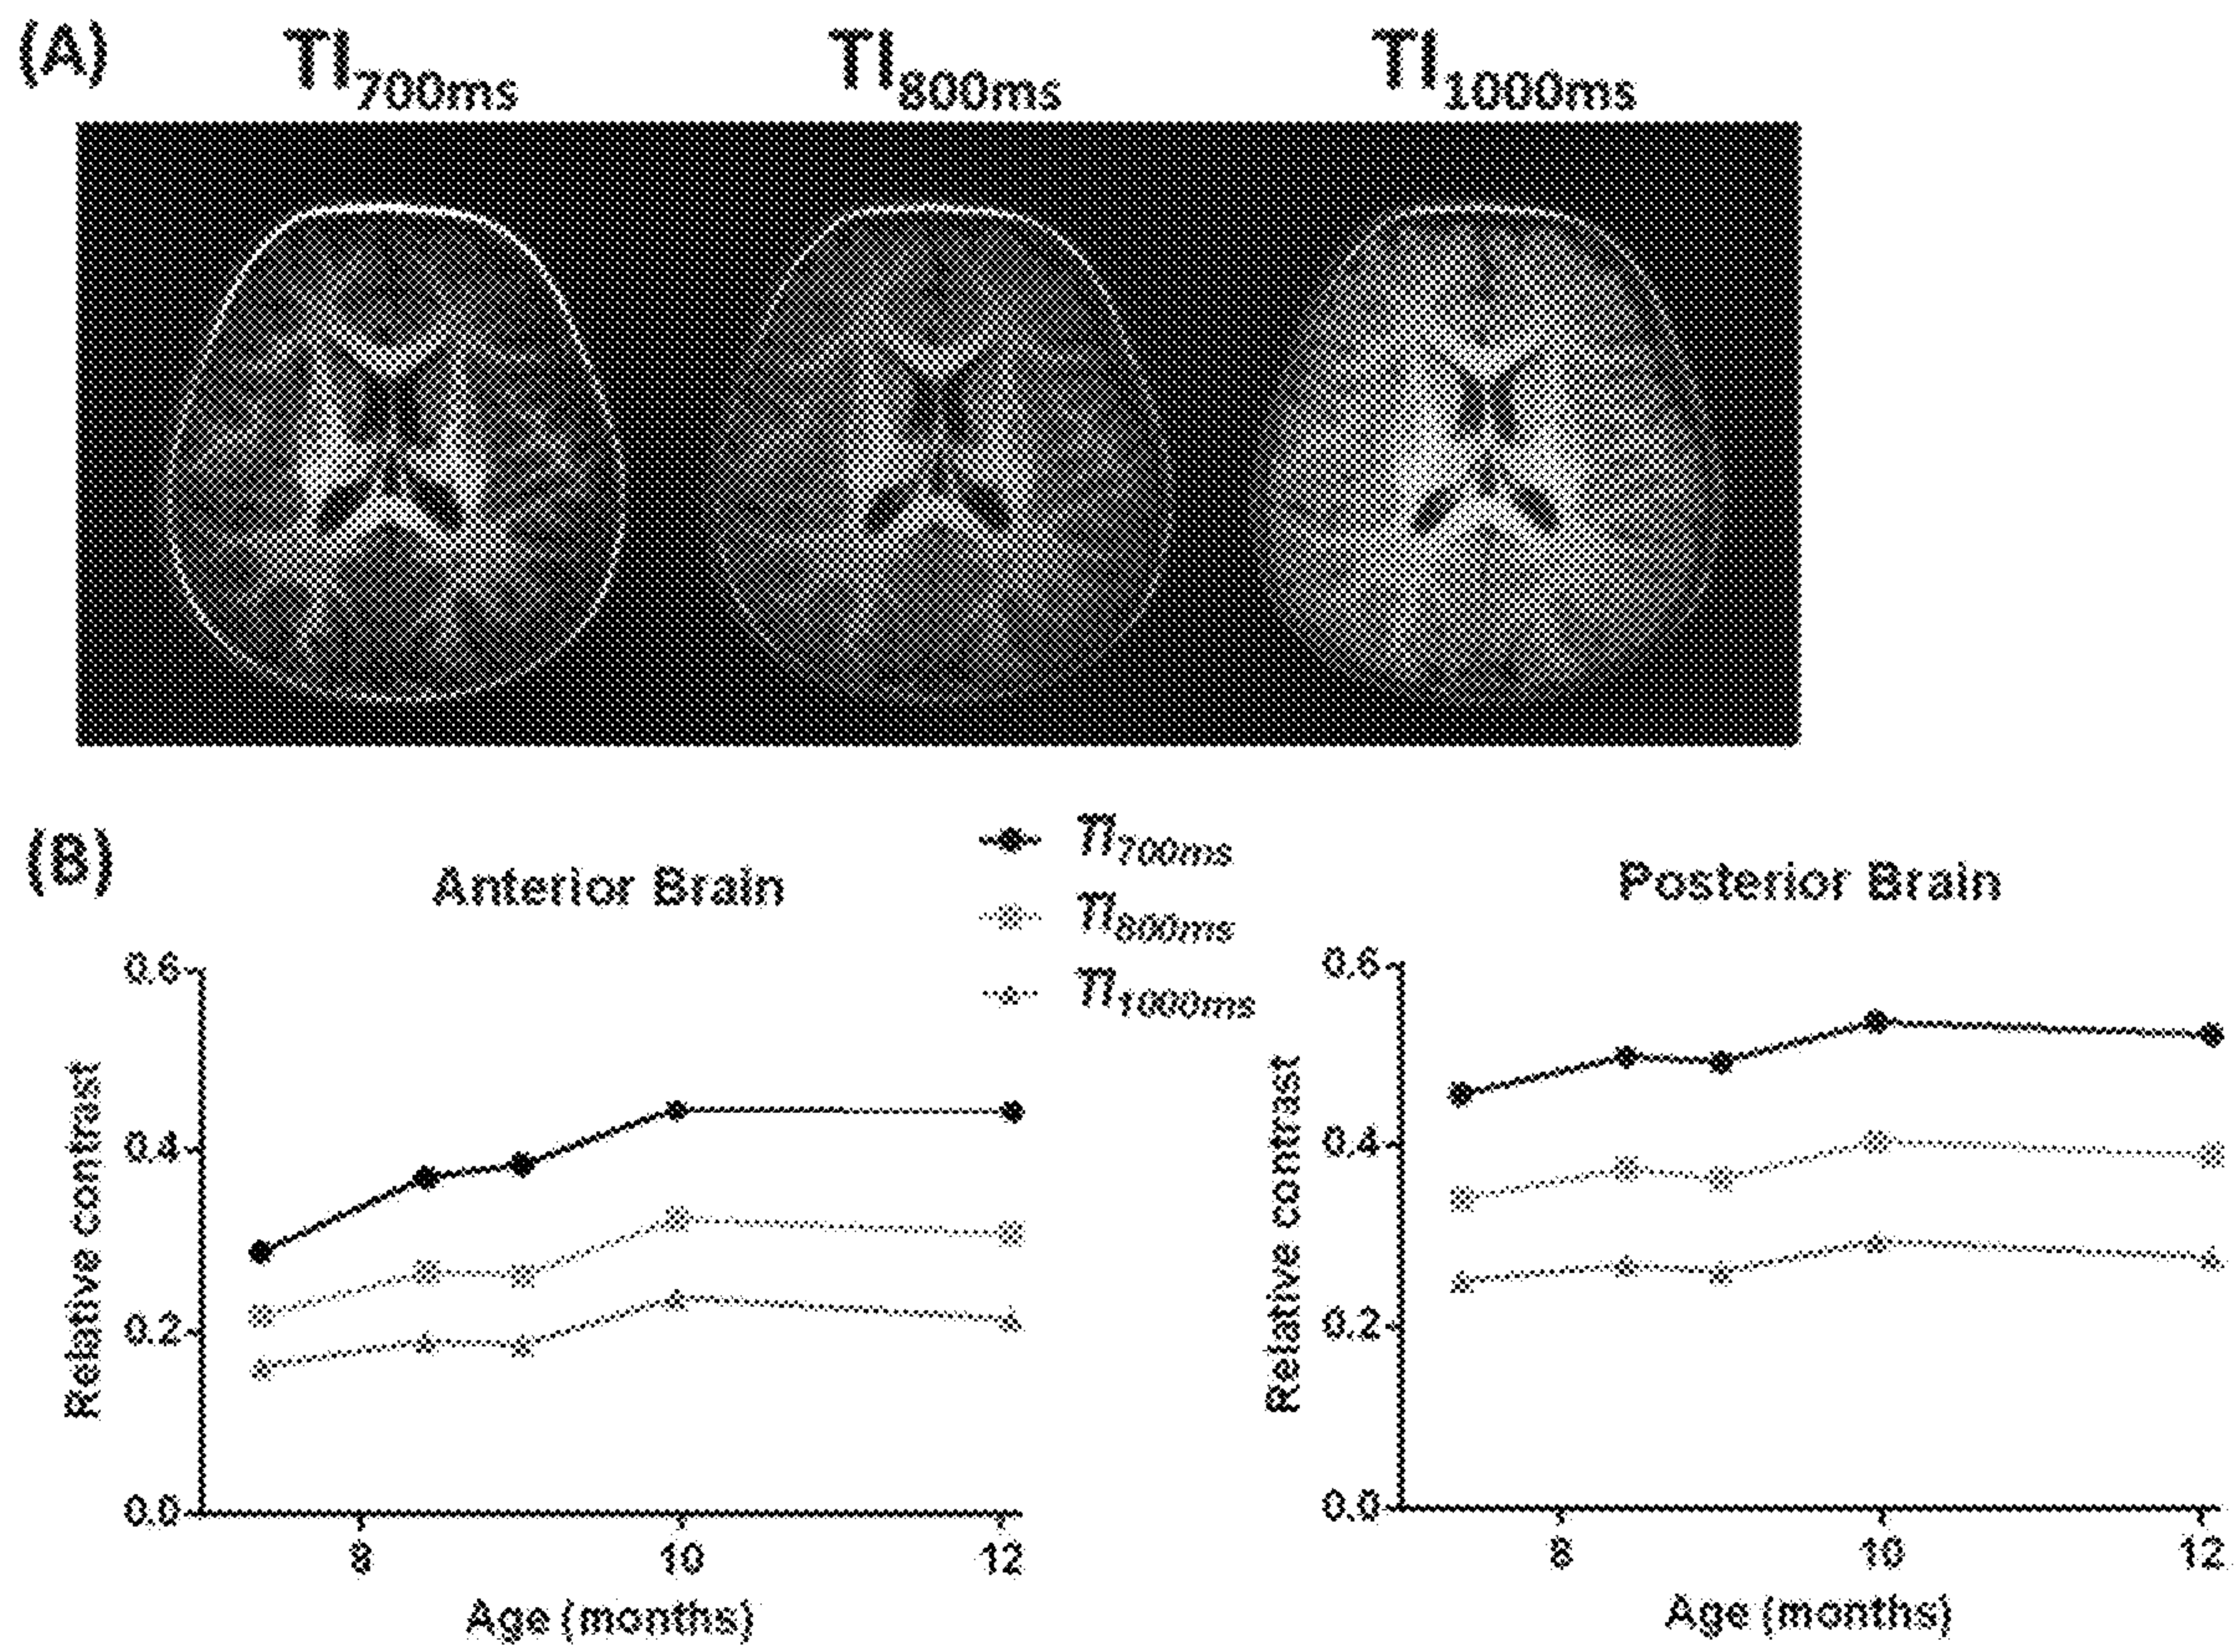 (A) TI700ms TI800ms TI1000ms
(B)
TI700ms
TI800ms
TI1000ms
Anterior Brain
0.6
0.4
0.2
0.0
Relative contrast
8 10 12
Age (months)
Posterior Brain
0.6
0.4
0.2
0.0
Relative contrast
8 10 12
Age (months)